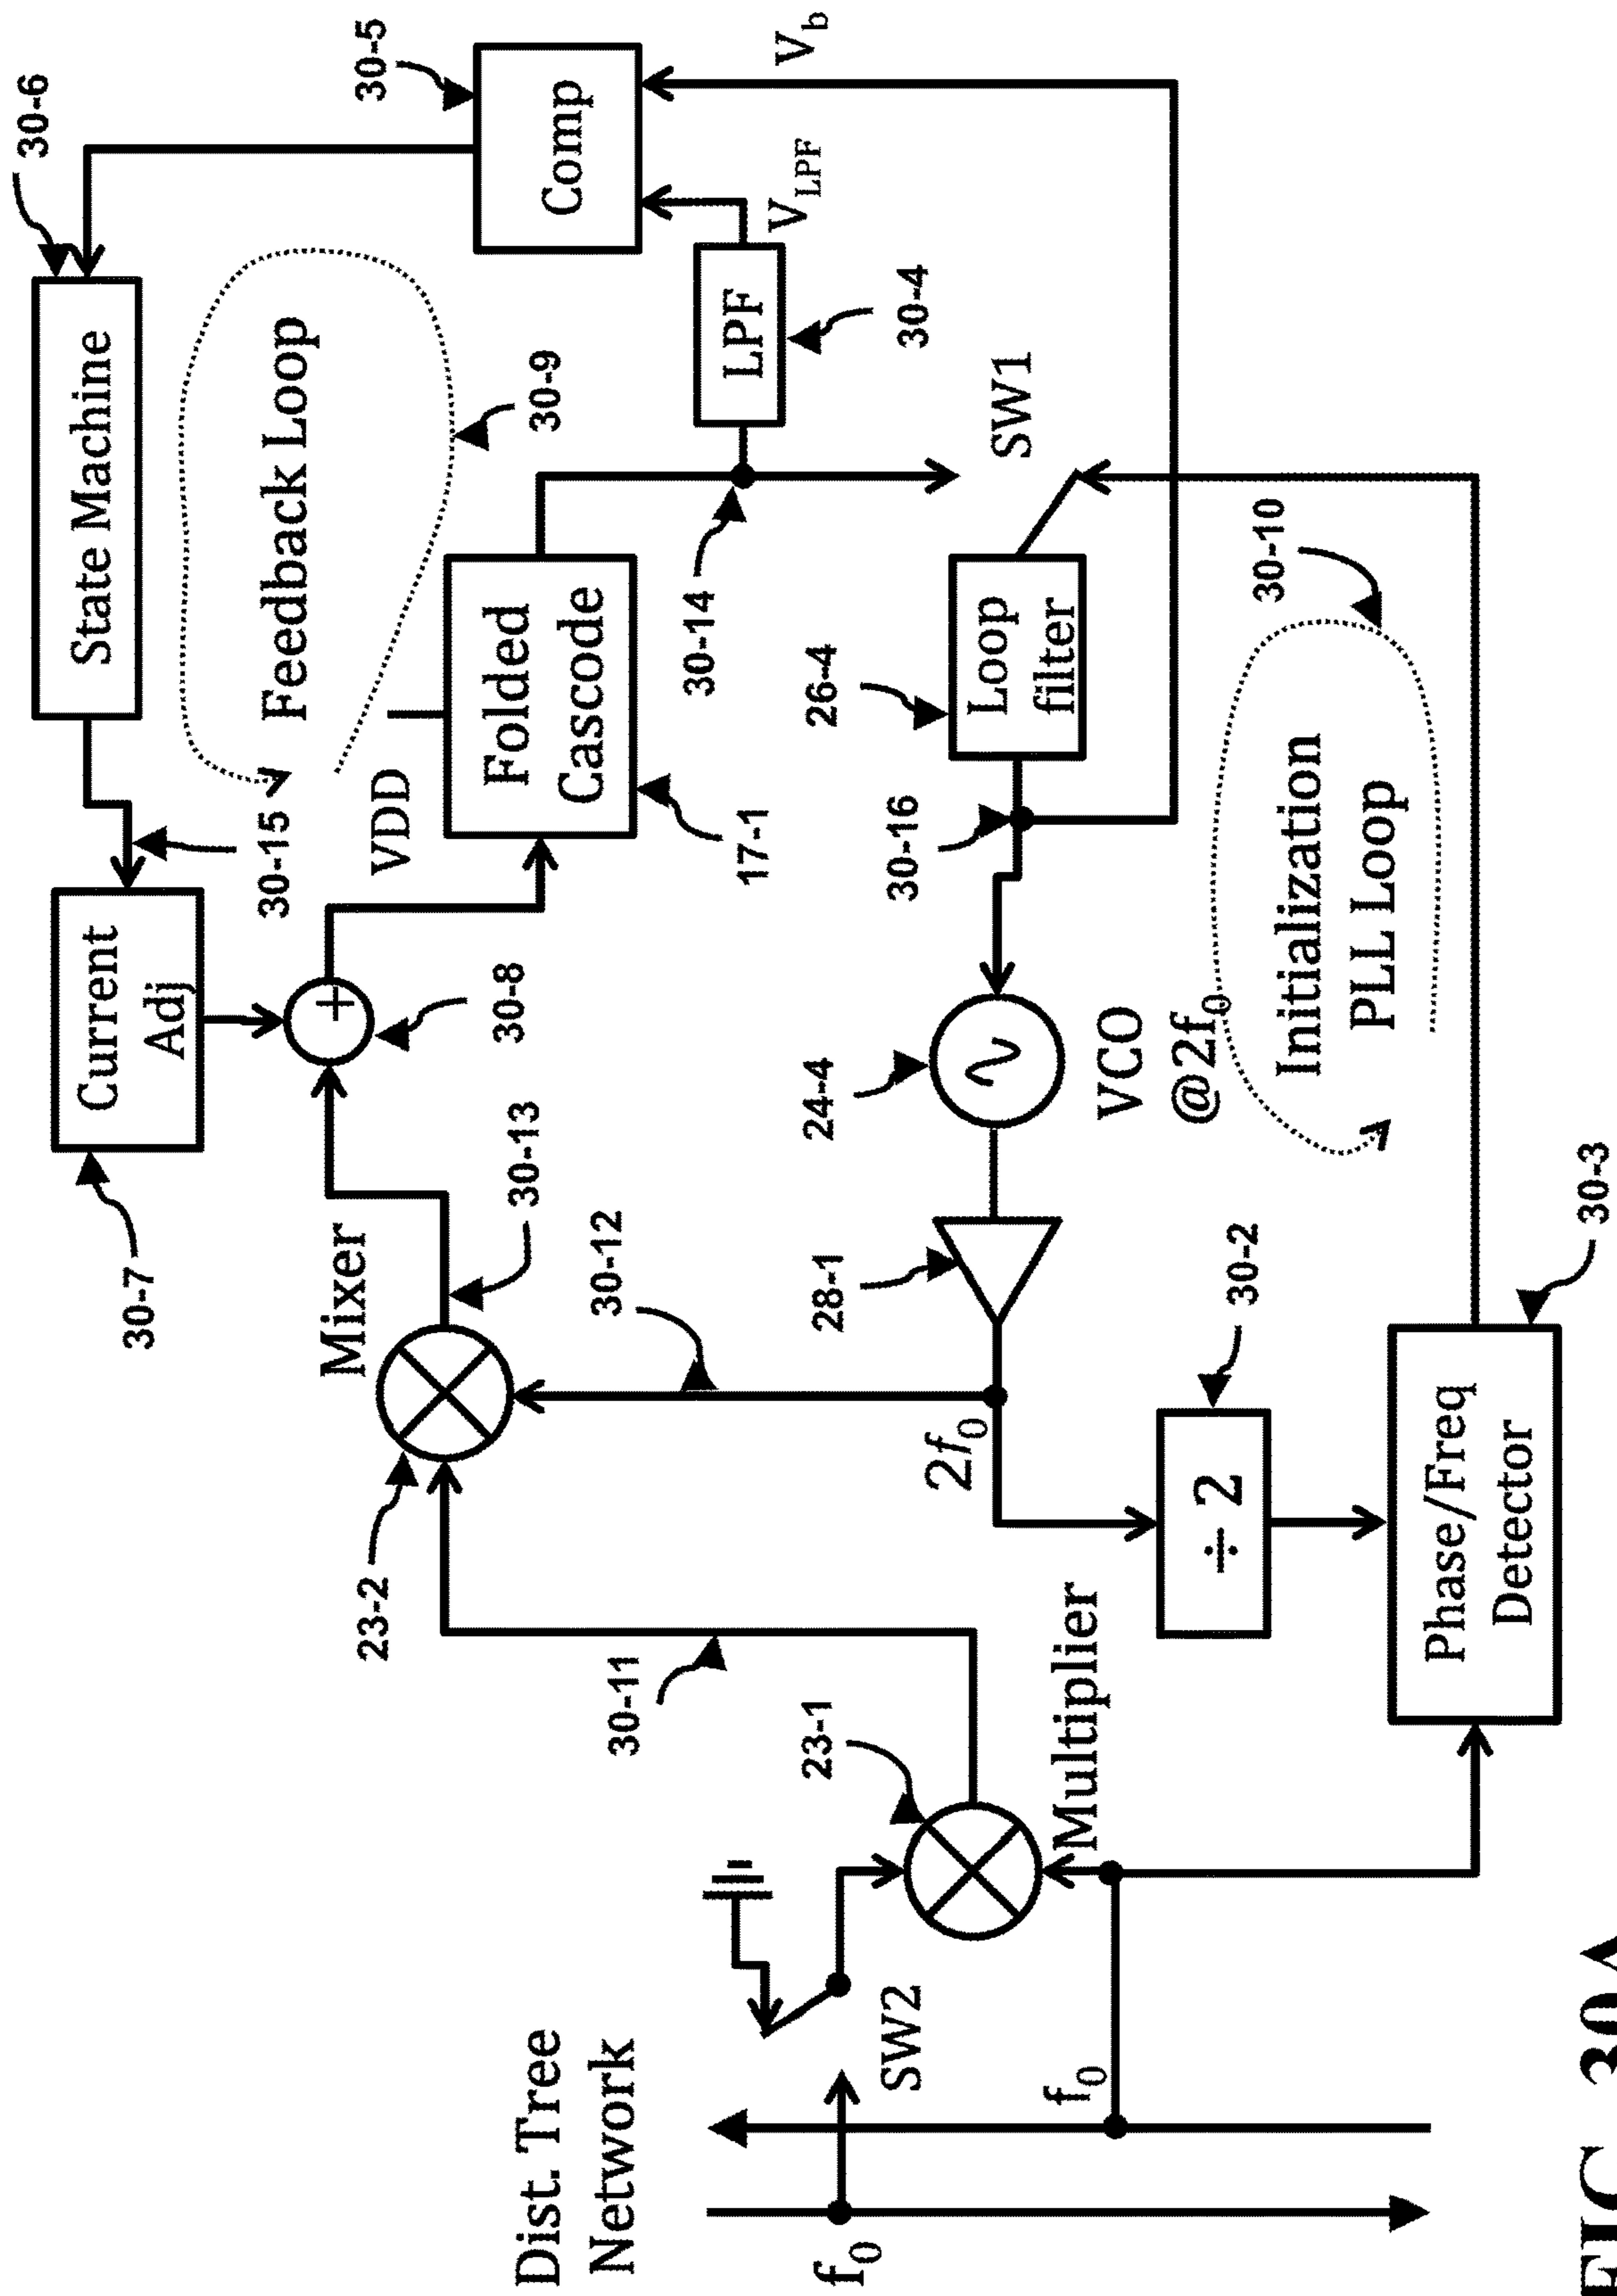 30-6
State Machine
30-5
Comp
Vb
VLPF
Feedback Loop
30-9
LPF
30-4
30-15
Current
Adj
30-7
VDD
Folded
Cascode
17-1
30-14
SW1
30-8
+
30-13
Mixer
23-2
30-12
30-11
26-4
Loop
filter
30-16
24-4
VCO
@2f0
28-1
2f0
30-10
Initialization
PLL Loop
÷ 2
30-2
Phase/Freq
Detector
30-3
23-1
Multiplier
SW2
Dist. Tree
Network
f0
f0
FIG. 30A